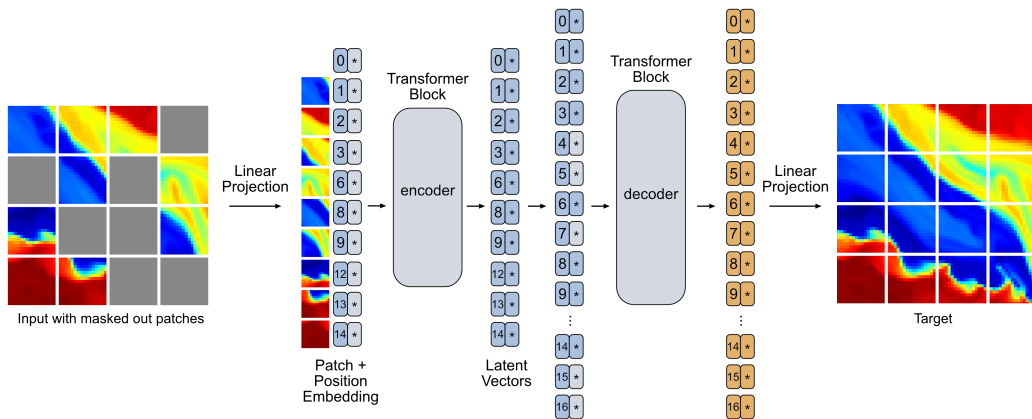 Input with masked out patches
Linear
Projection
0 *
1 *
2 *
3 *
6 *
8 *
9 *
12 *
13 *
14 *
Patch +
Position
Embedding
Transformer
Block
encoder
0 *
1 *
2 *
3 *
6 *
8 *
9 *
12 *
13 *
14 *
Latent
Vectors
0 *
1 *
2 *
3 *
4 *
5 *
6 *
7 *
8 *
9 *
⋮
14 *
15 *
16 *
Transformer
Block
decoder
0 *
1 *
2 *
3 *
4 *
5 *
6 *
7 *
8 *
9 *
⋮
14 *
15 *
16 *
Linear
Projection
Target